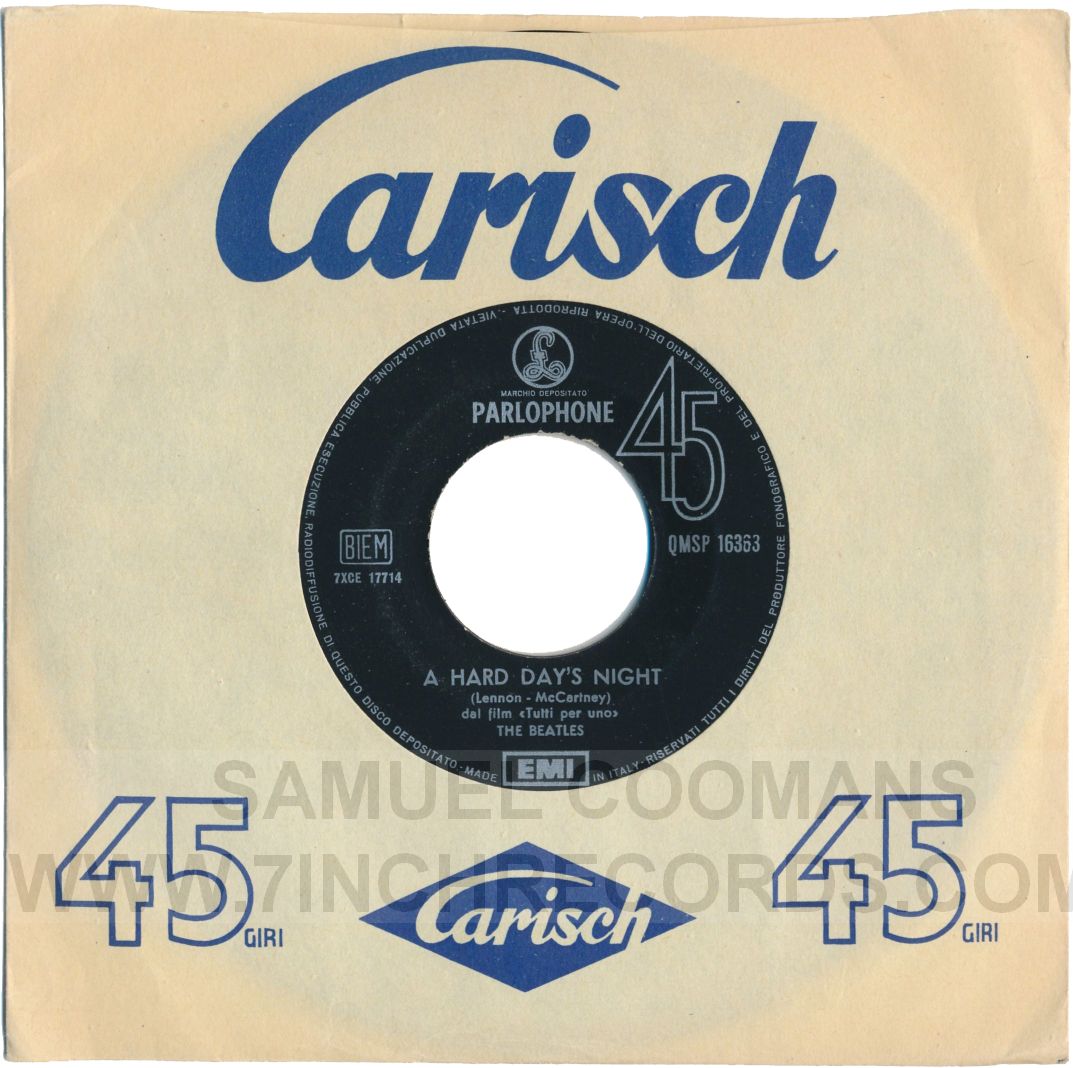 Carisch
MARCHIO DEPOSITATO
PARLOPHONE
45
BIEM
7XCE 17714
QMSP 16363
A HARD DAY'S NIGHT
(Lennon - McCartney)
dal film «Tutti per uno»
THE BEATLES
MADE EMI IN ITALY - RISERVATI TUTTI I DIRITTI DEL PRODUTTORE FONOGRAFICO E DEL PROPRIETARIO DELL'OPERA RIPRODOTTA - VIETATA DUPLICAZIONE, PUBBLICA ESECUZIONE, RADIODIFFUSIONE DI QUESTO DISCO DEPOSITATO -
SAMUEL COOMANS
WWW.7INCHRECORDS.COM
45 GIRI
Carisch
45 GIRI